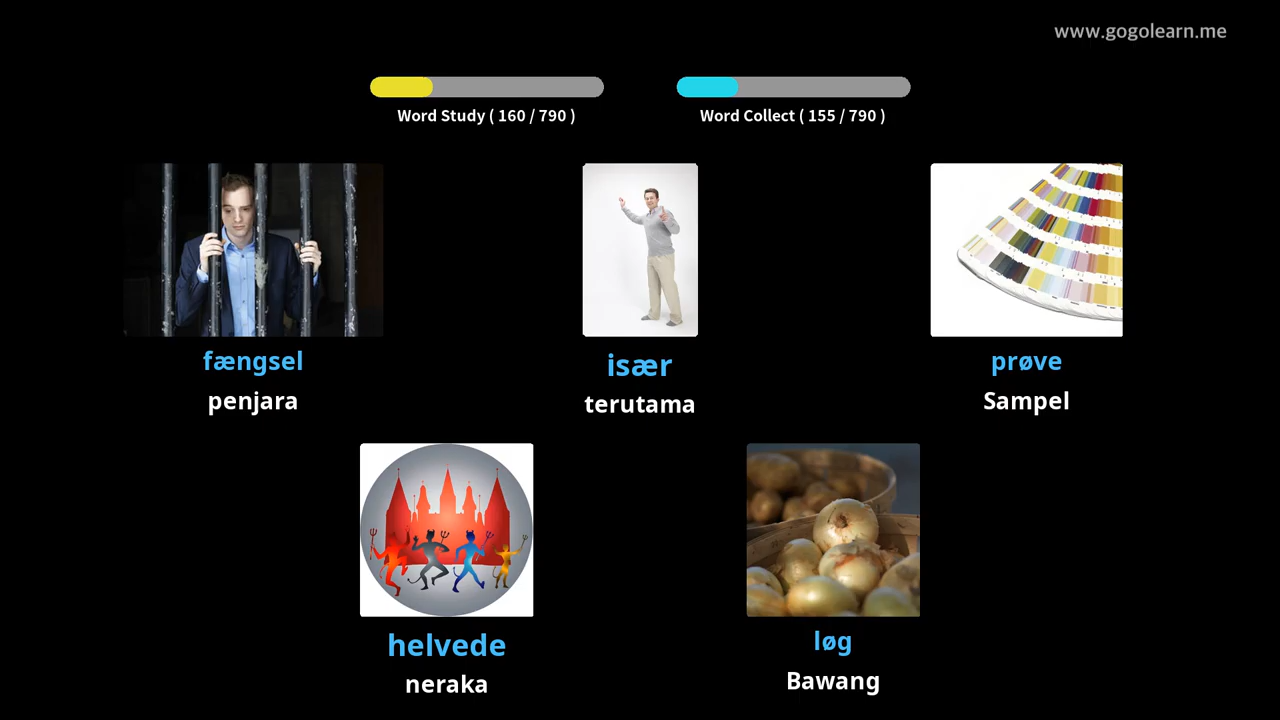 www.gogolearn.me
Word Study ( 160 / 790 )
Word Collect ( 155 / 790 )
fængsel
penjara
især
terutama
prøve
Sampel
helvede
neraka
løg
Bawang